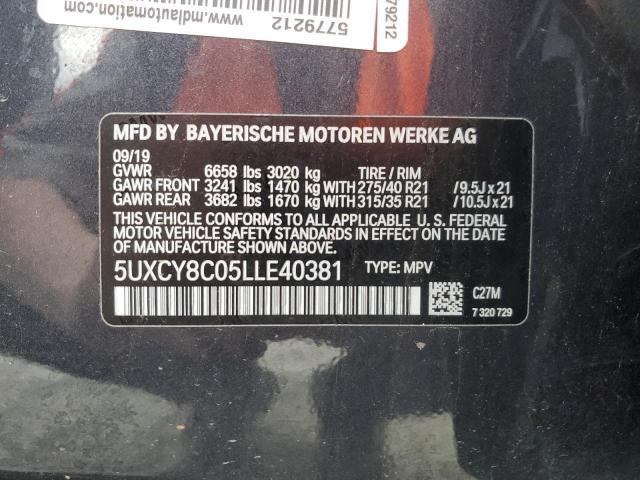 www.mdlautomation.com
5779212
79212
MFD BY BAYERISCHE MOTOREN WERKE AG
09/19
GVWR 6658 lbs 3020 kg TIRE / RIM
GAWR FRONT 3241 lbs 1470 kg WITH 275/40 R21 /9.5J x 21
GAWR REAR 3682 lbs 1670 kg WITH 315/35 R21 /10.5J x 21
THIS VEHICLE CONFORMS TO ALL APPLICABLE U. S. FEDERAL
MOTOR VEHICLE SAFETY STANDARDS IN EFFECT ON THE
DATE OF MANUFACTURE SHOWN ABOVE.
5UXCY8C05LLE40381 TYPE: MPV
C27M
7 320 729